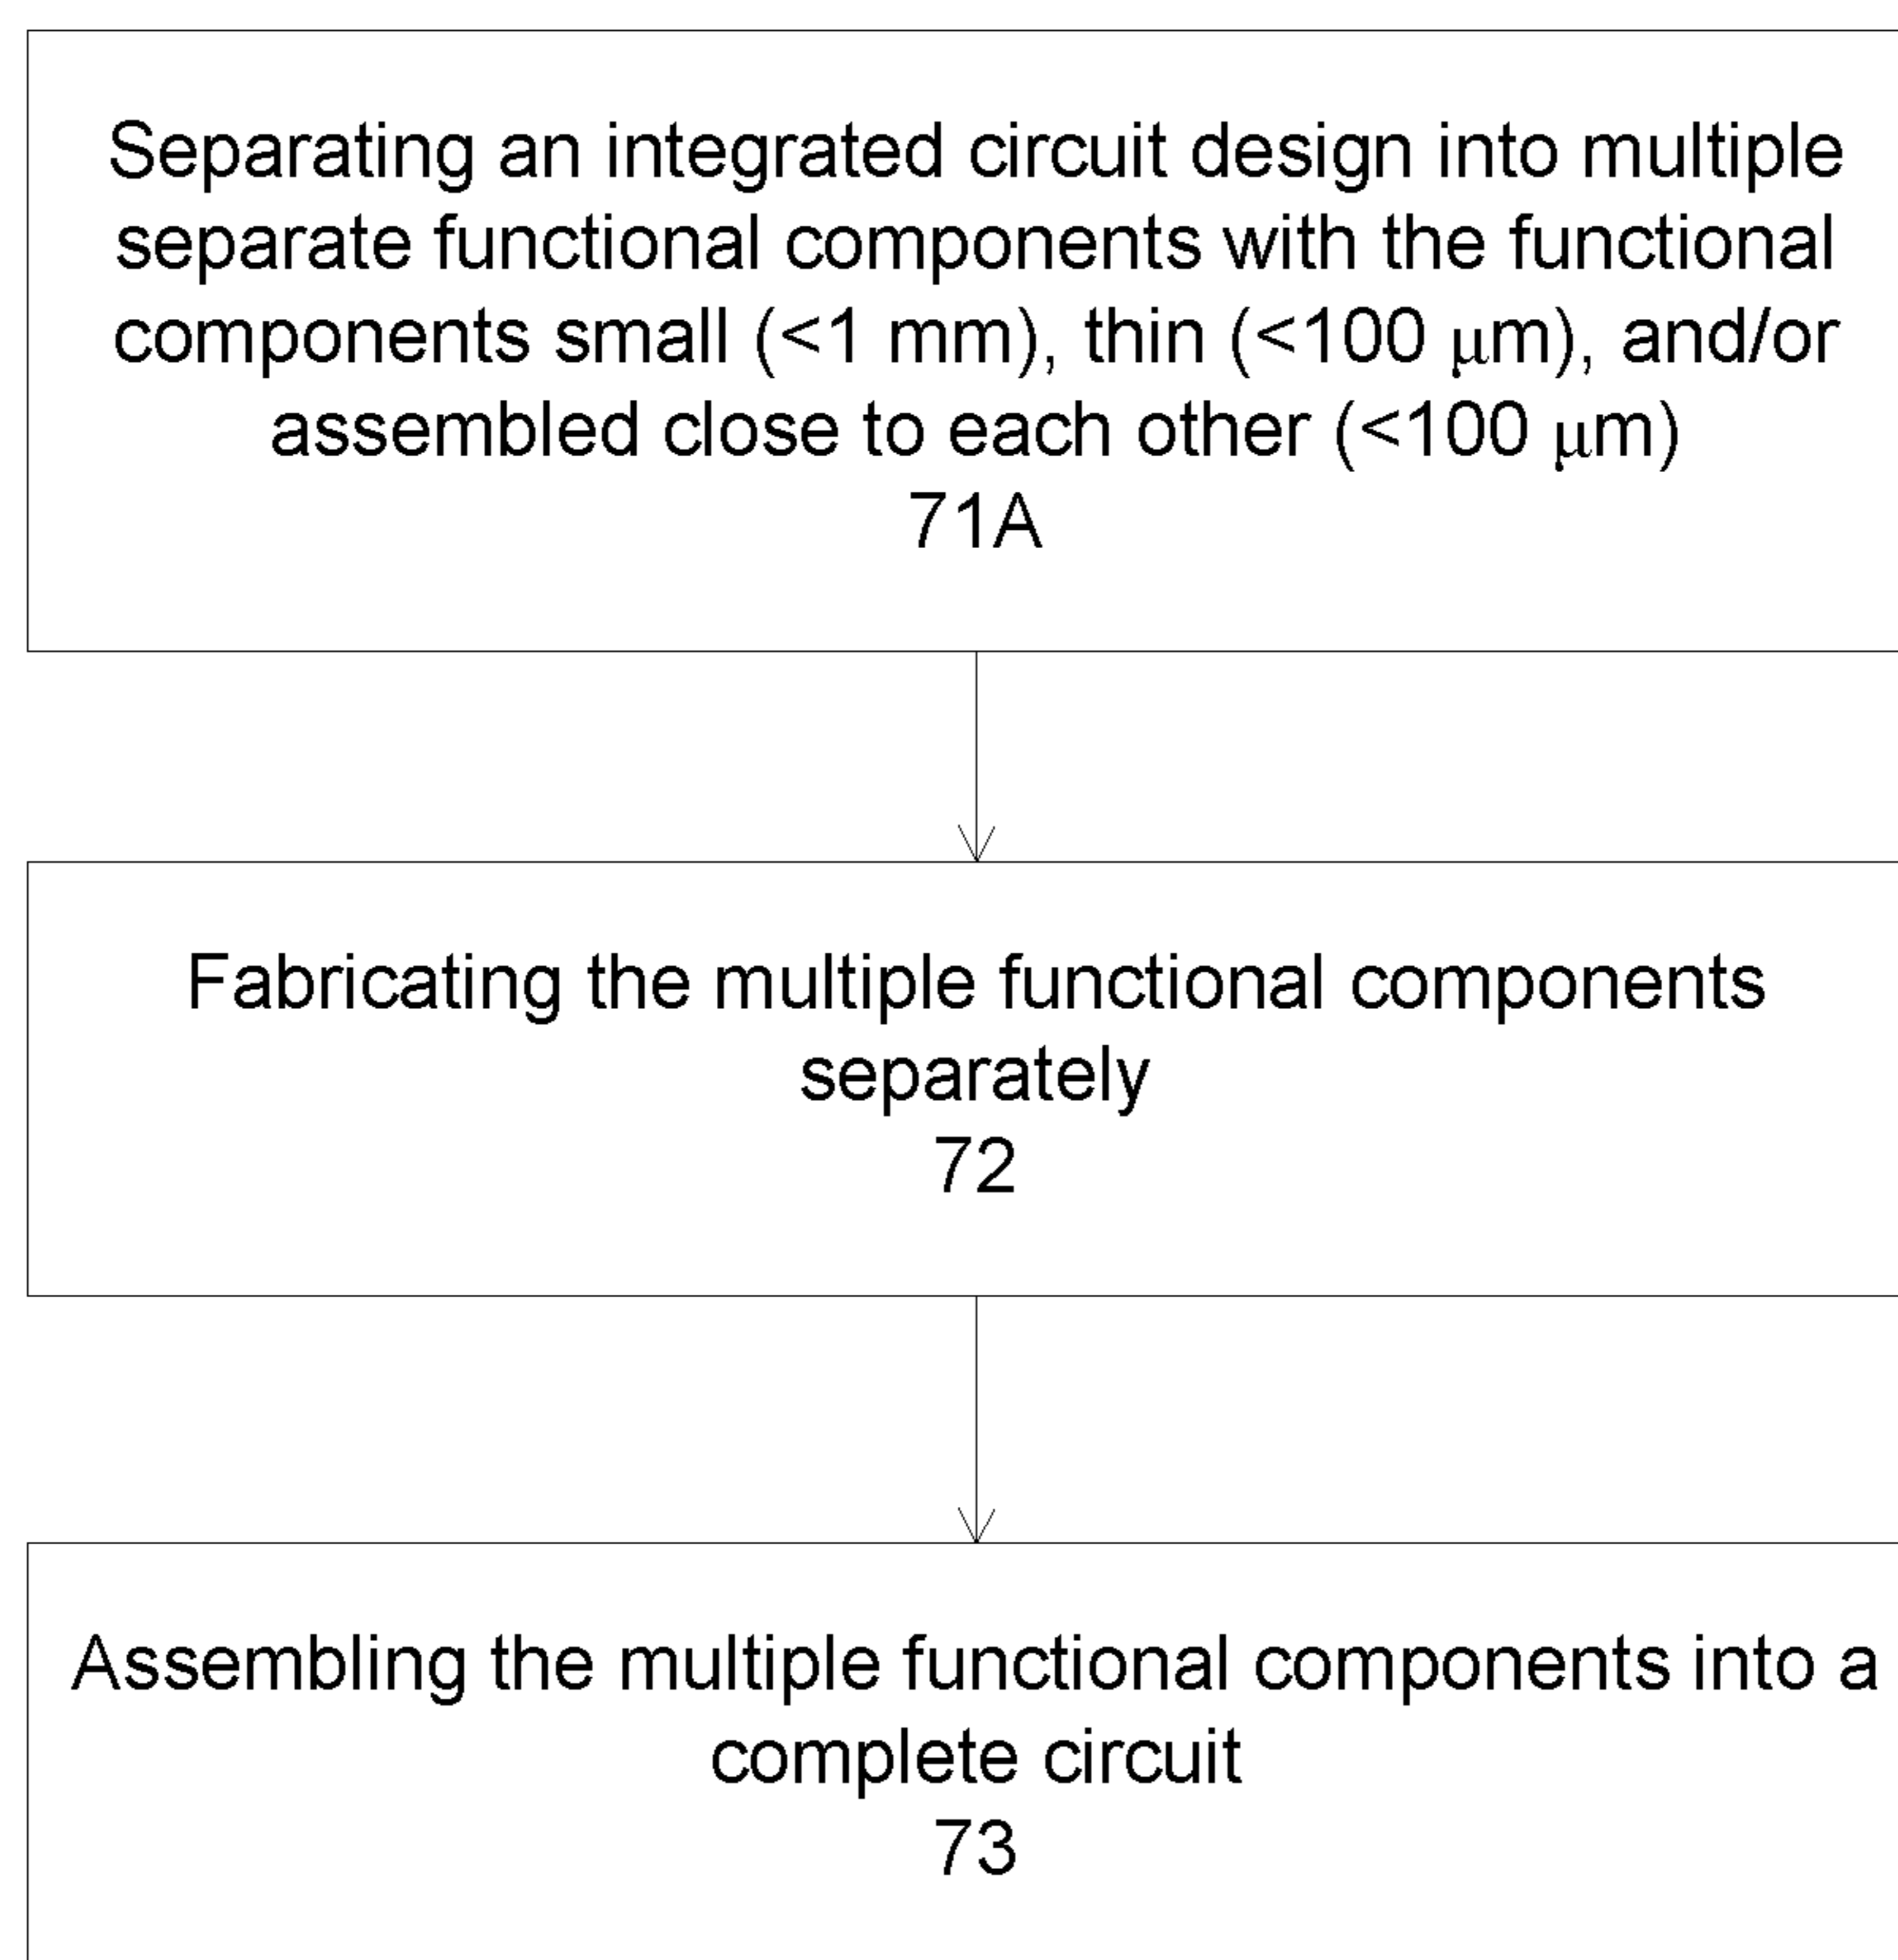 Separating an integrated circuit design into multiple
separate functional components with the functional
components small (<1 mm), thin (<100 μm), and/or
assembled close to each other (<100 μm)
71A
Fabricating the multiple functional components
separately
72
Assembling the multiple functional components into a
complete circuit
73